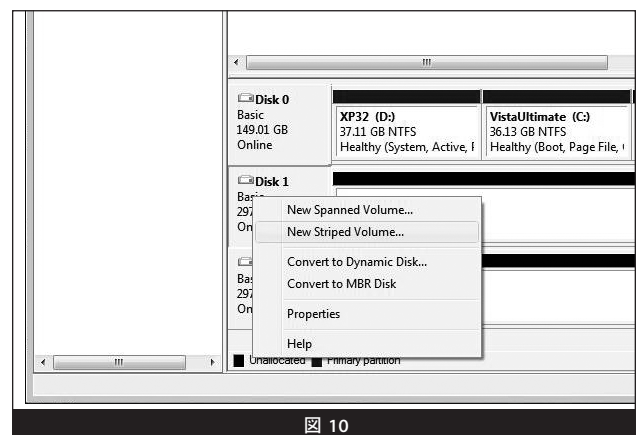 Disk 0
Basic
149.01 GB
Online
XP32 (D:)
37.11 GB NTFS
Healthy (System, Active,
VistaUltimate (C:)
36.13 GB NTFS
Healthy (Boot, Page File,
Disk 1
New Spanned Volume...
New Striped Volume...
Convert to Dynamic Disk...
Convert to MBR Disk
Properties
Help
Unallocated
Primary partition
図 10